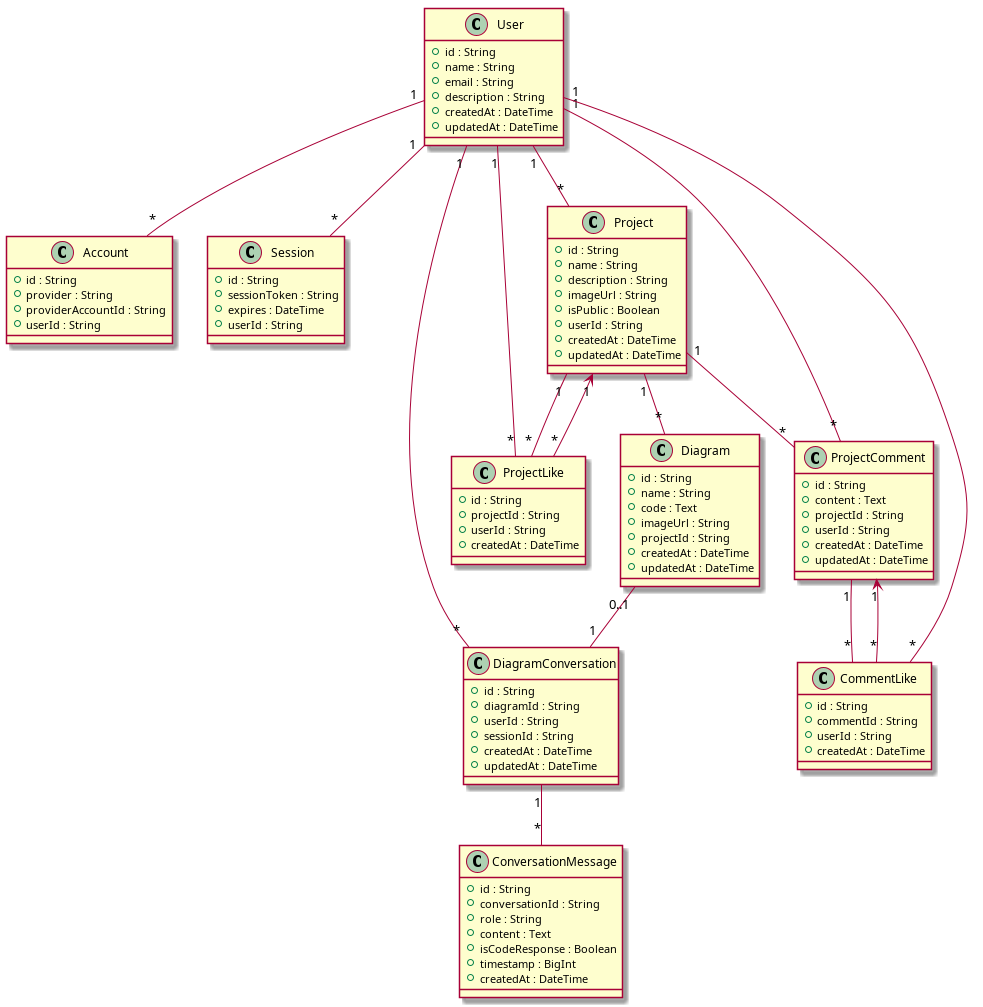 C User
id : String
name : String
email : String
description : String
createdAt : DateTime
updatedAt : DateTime
1
1
1
1
1
1
1
1
*
*
*
C Account
id : String
provider : String
providerAccountId : String
userId : String
C Session
id : String
sessionToken : String
expires : DateTime
userId : String
C Project
id : String
name : String
description : String
imageUrl : String
isPublic : Boolean
userId : String
createdAt : DateTime
updatedAt : DateTime
1
1
1
1
*
*
*
*
*
*
C ProjectLike
id : String
projectId : String
userId : String
createdAt : DateTime
C Diagram
id : String
name : String
code : Text
imageUrl : String
projectId : String
createdAt : DateTime
updatedAt : DateTime
C ProjectComment
id : String
content : Text
projectId : String
userId : String
createdAt : DateTime
updatedAt : DateTime
0..1
1
1
*
1
*
*
*
C DiagramConversation
id : String
diagramId : String
userId : String
sessionId : String
createdAt : DateTime
updatedAt : DateTime
C CommentLike
id : String
commentId : String
userId : String
createdAt : DateTime
1
*
C ConversationMessage
id : String
conversationId : String
role : String
content : Text
isCodeResponse : Boolean
timestamp : BigInt
createdAt : DateTime